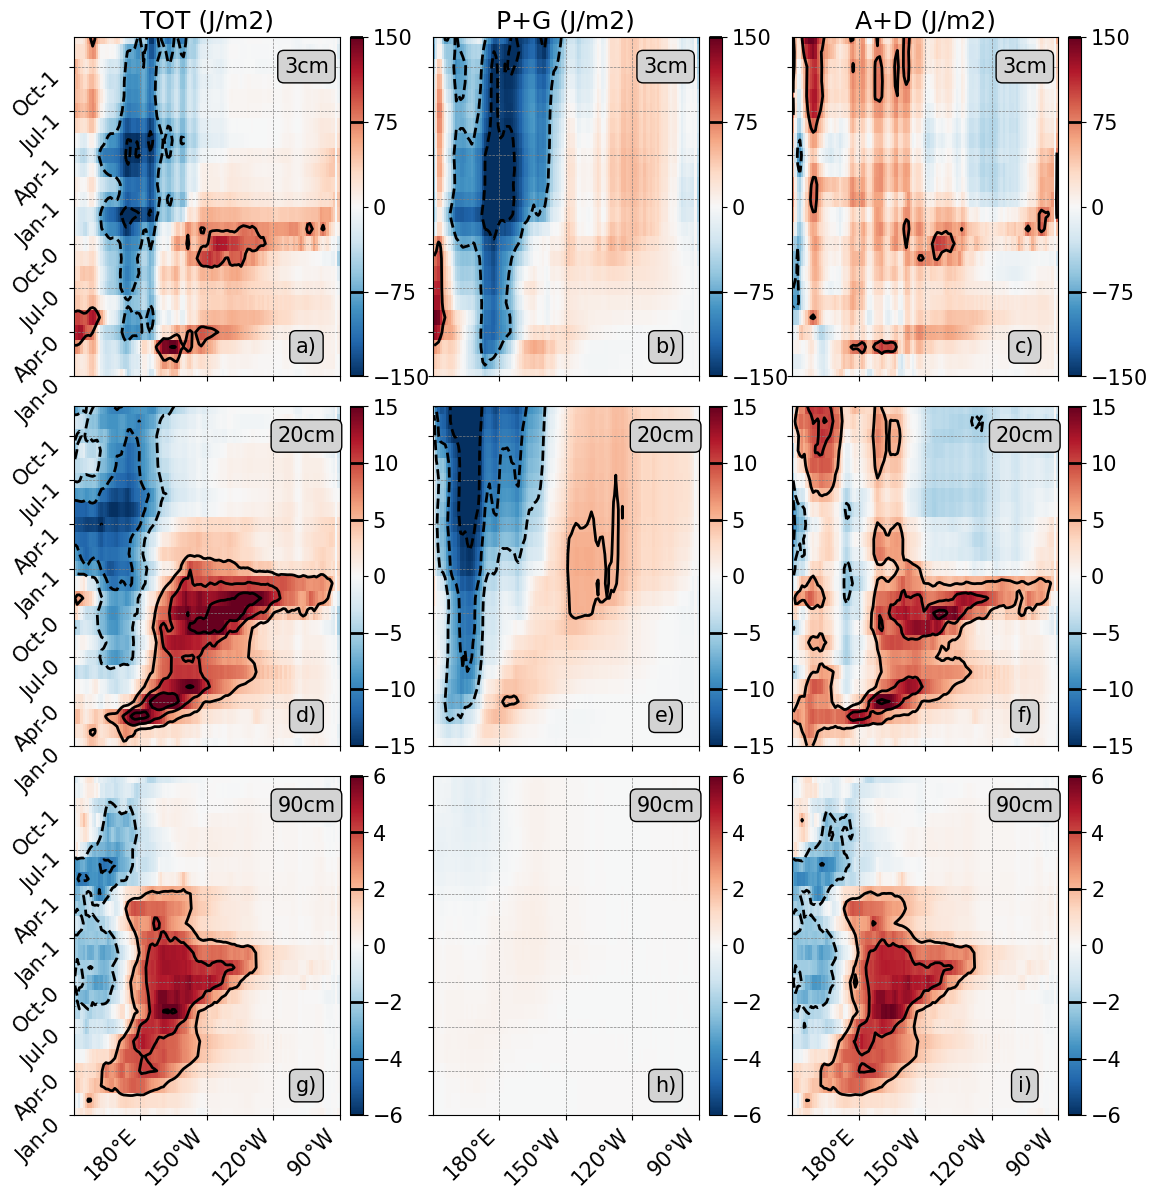 TOT (J/m2) P+G (J/m2) A+D (J/m2)
3cm 3cm 3cm
150 150 150
Oct-1
75 75 75
Jul-1
Apr-1
0 0 0
Jan-1
Oct-0
−75 −75 −75
Jul-0
a) b) c)
Apr-0
−150 −150 −150
Jan-0
15 15 15
20cm 20cm 20cm
10 10 10
Oct-1
5 5 5
Jul-1
Apr-1
0 0 0
Jan-1
−5 −5 −5
Oct-0
Jul-0
−10 −10 −10
d) e) f)
Apr-0
−15 −15 −15
Jan-0
6 6 6
90cm 90cm 90cm
4 4 4
Oct-1
Jul-1
2 2 2
Apr-1
0 0 0
Jan-1
−2 −2 −2
Oct-0
Jul-0
−4 −4 −4
g) h) i)
Apr-0
−6 −6 −6
Jan-0
180°E 150°W 120°W 90°W 180°E 150°W 120°W 90°W 180°E 150°W 120°W 90°W